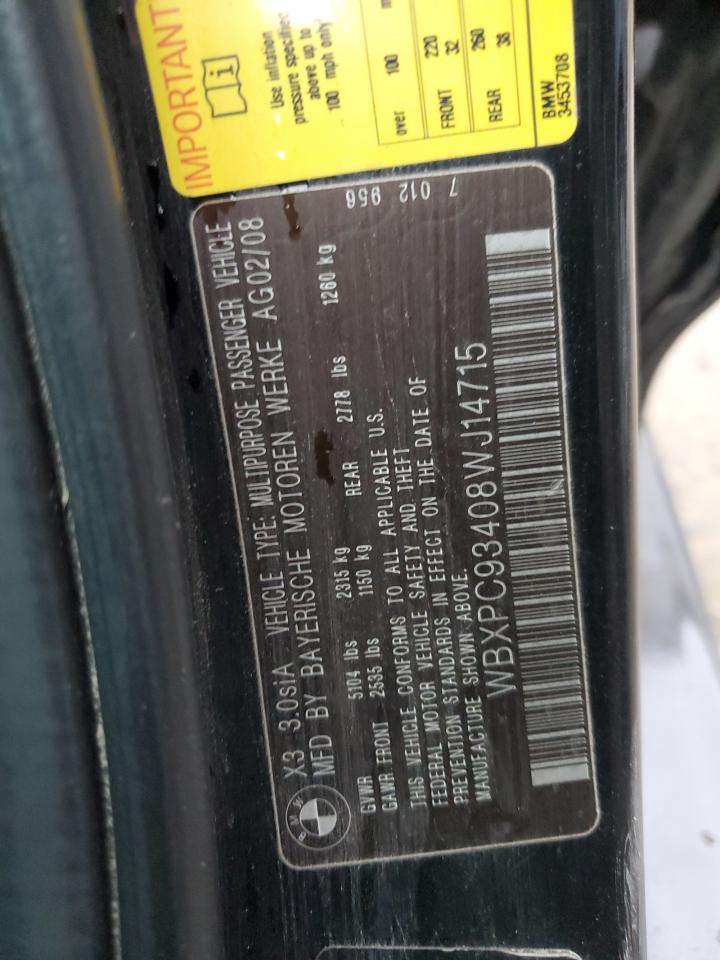 IMPORTANT
Use inflation
pressure specified
above up to
100 mph only
over 100
FRONT 220
32
REAR 260
38
BMW
3453708
7 012 956
BMW
X3 3.0siA VEHICLE TYPE: MULTIPURPOSE PASSENGER VEHICLE
MFD BY BAYERISCHE MOTOREN WERKE AG02/08
GVWR 5104 lbs 2315 kg
GAWR FRONT 2535 lbs 1150 kg REAR 2778 lbs 1260 kg
THIS VEHICLE CONFORMS TO ALL APPLICABLE U.S.
FEDERAL MOTOR VEHICLE SAFETY AND THEFT
PREVENTION STANDARDS IN EFFECT ON THE DATE OF
MANUFACTURE SHOWN ABOVE.
WBXPC93408WJ14715